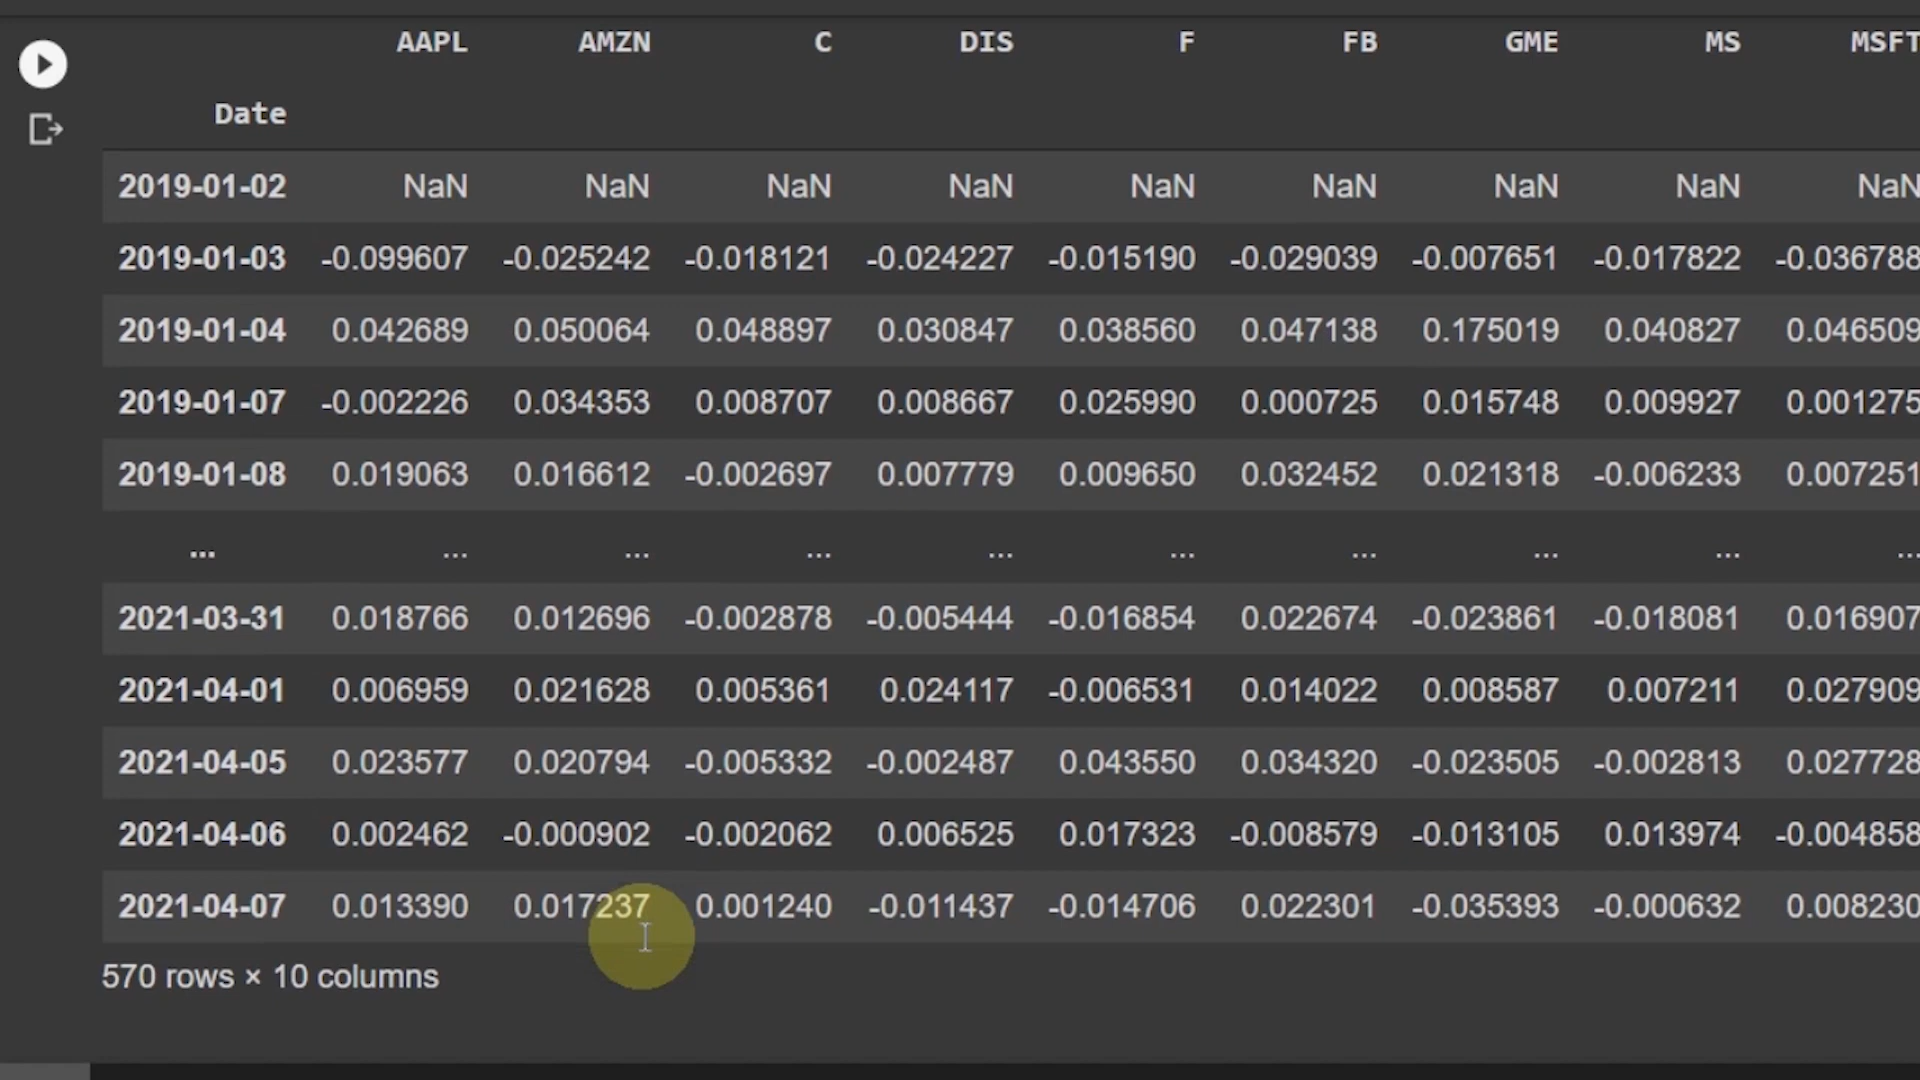 AAPL AMZN C DIS F FB GME MS MSFT
Date
2019-01-02 NaN NaN NaN NaN NaN NaN NaN NaN NaN
2019-01-03 -0.099607 -0.025242 -0.018121 -0.024227 -0.015190 -0.029039 -0.007651 -0.017822 -0.036788
2019-01-04 0.042689 0.050064 0.048897 0.030847 0.038560 0.047138 0.175019 0.040827 0.046509
2019-01-07 -0.002226 0.034353 0.008707 0.008667 0.025990 0.000725 0.015748 0.009927 0.001275
2019-01-08 0.019063 0.016612 -0.002697 0.007779 0.009650 0.032452 0.021318 -0.006233 0.007251
... ... ... ... ... ... ... ... ... ...
2021-03-31 0.018766 0.012696 -0.002878 -0.005444 -0.016854 0.022674 -0.023861 -0.018081 0.016907
2021-04-01 0.006959 0.021628 0.005361 0.024117 -0.006531 0.014022 0.008587 0.007211 0.027909
2021-04-05 0.023577 0.020794 -0.005332 -0.002487 0.043550 0.034320 -0.023505 -0.002813 0.027728
2021-04-06 0.002462 -0.000902 -0.002062 0.006525 0.017323 -0.008579 -0.013105 0.013974 -0.004858
2021-04-07 0.013390 0.017237 0.001240 -0.011437 -0.014706 0.022301 -0.035393 -0.000632 0.008230
570 rows × 10 columns